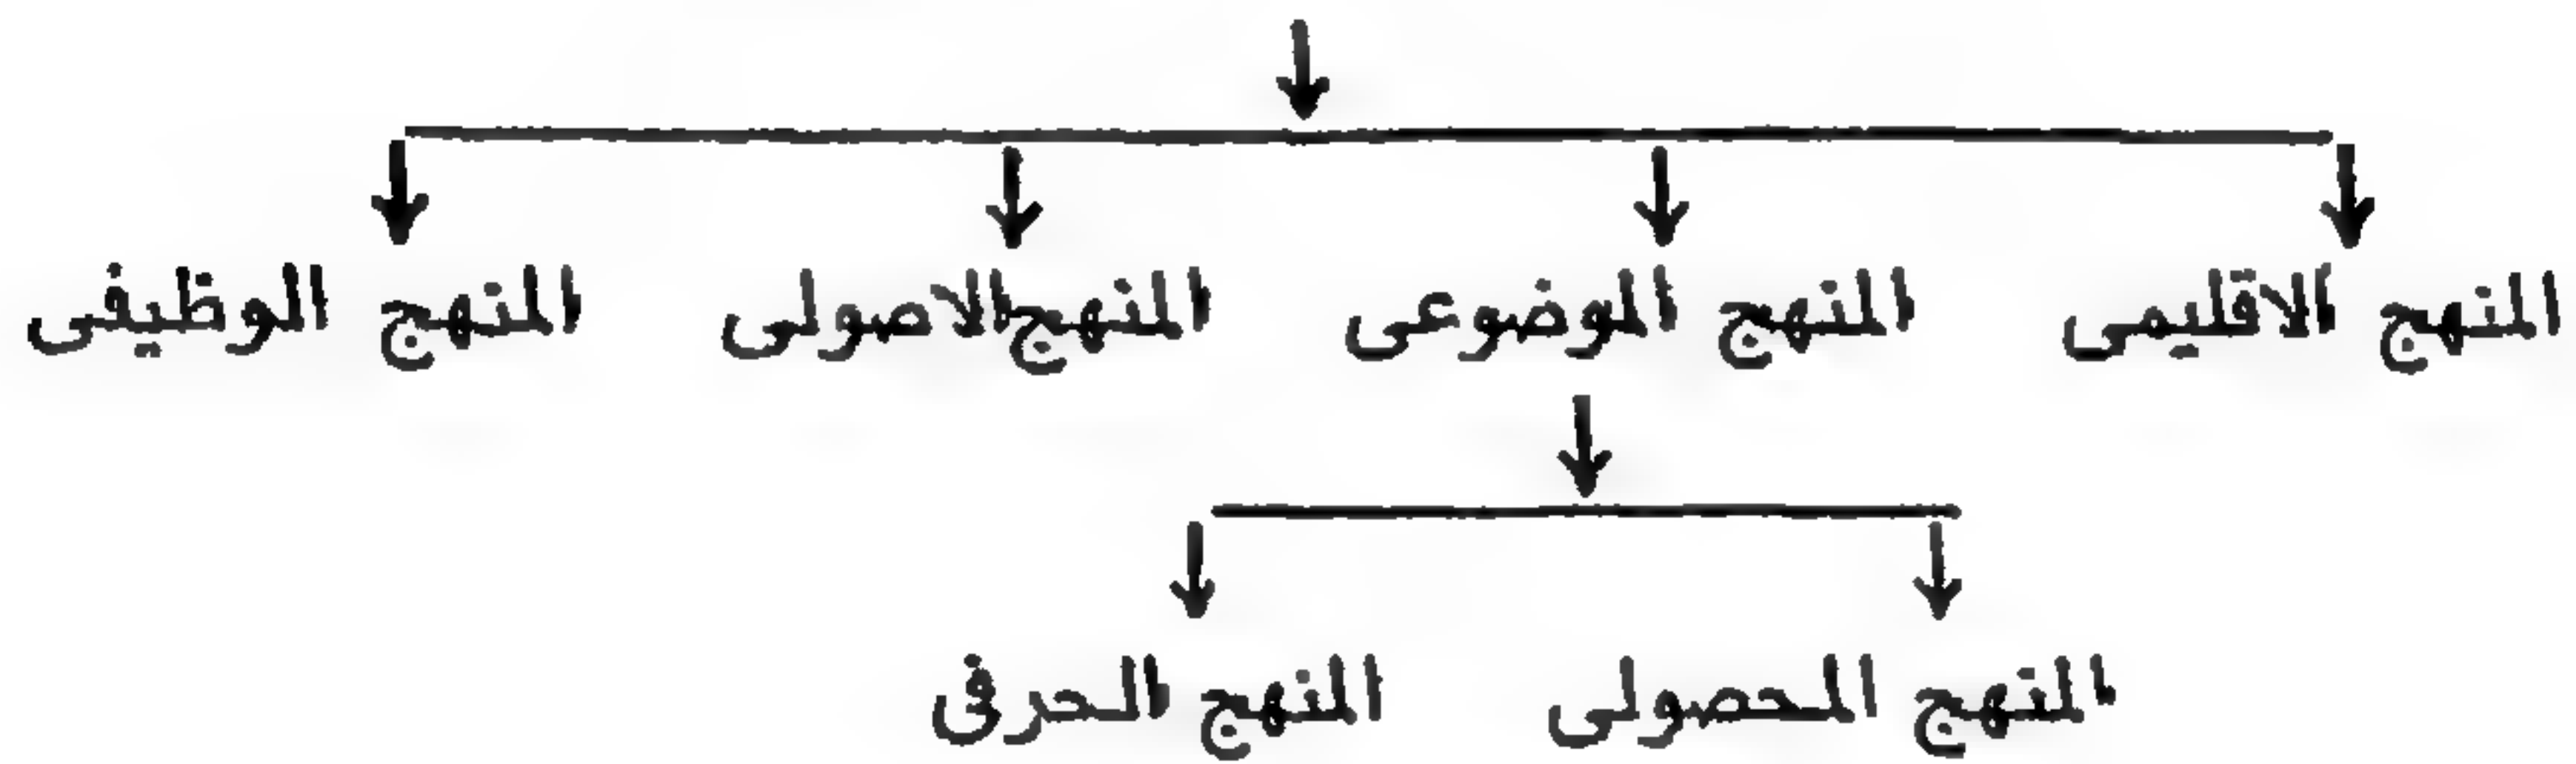 المنهج الاقليمى المنهج الموضوعى المنهج الاصولى المنهج الوظيفى
المنهج المحصولى المنهج الحرفى